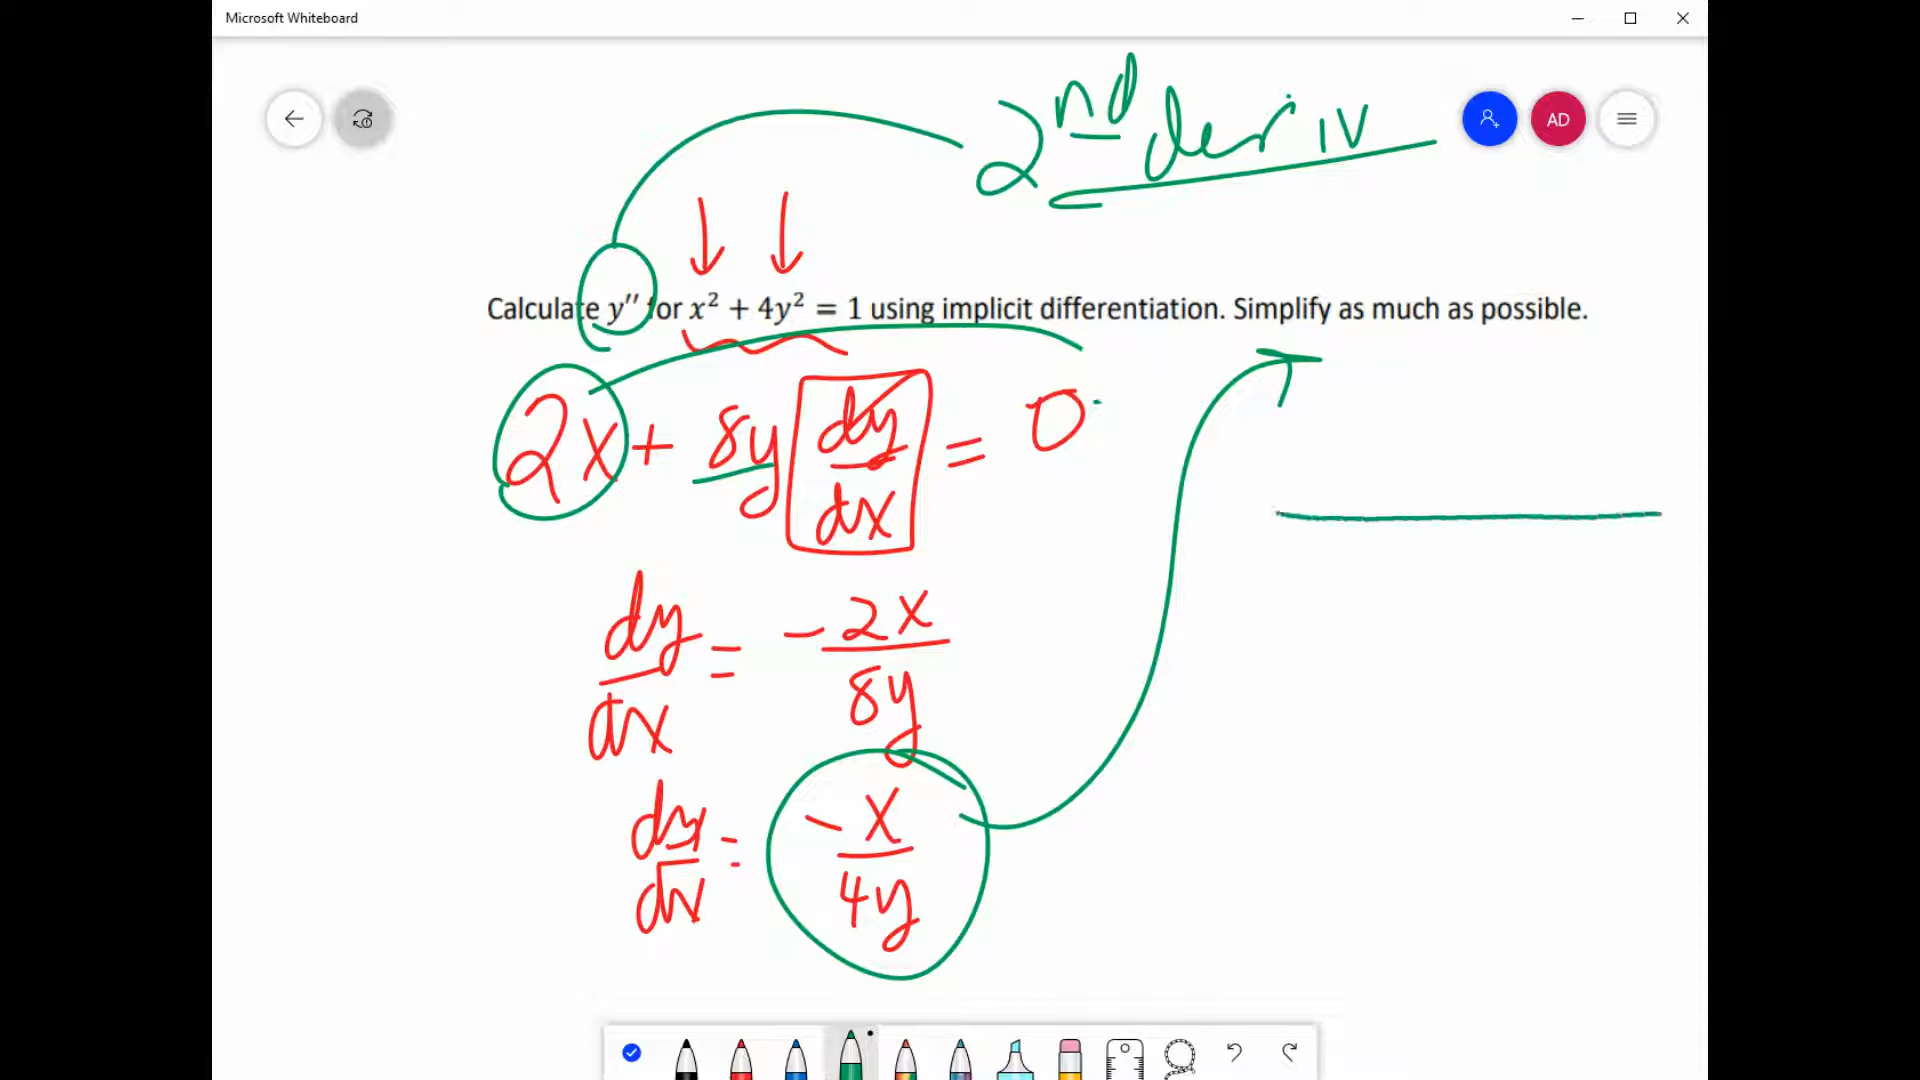 Microsoft Whiteboard
2nd deriv
AD
Calculate y′′ for x² + 4y² = 1 using implicit differentiation. Simplify as much as possible.
2x + 8y dy/dx = 0
dy/dx = -2x/8y
dy/dx = -x/4y